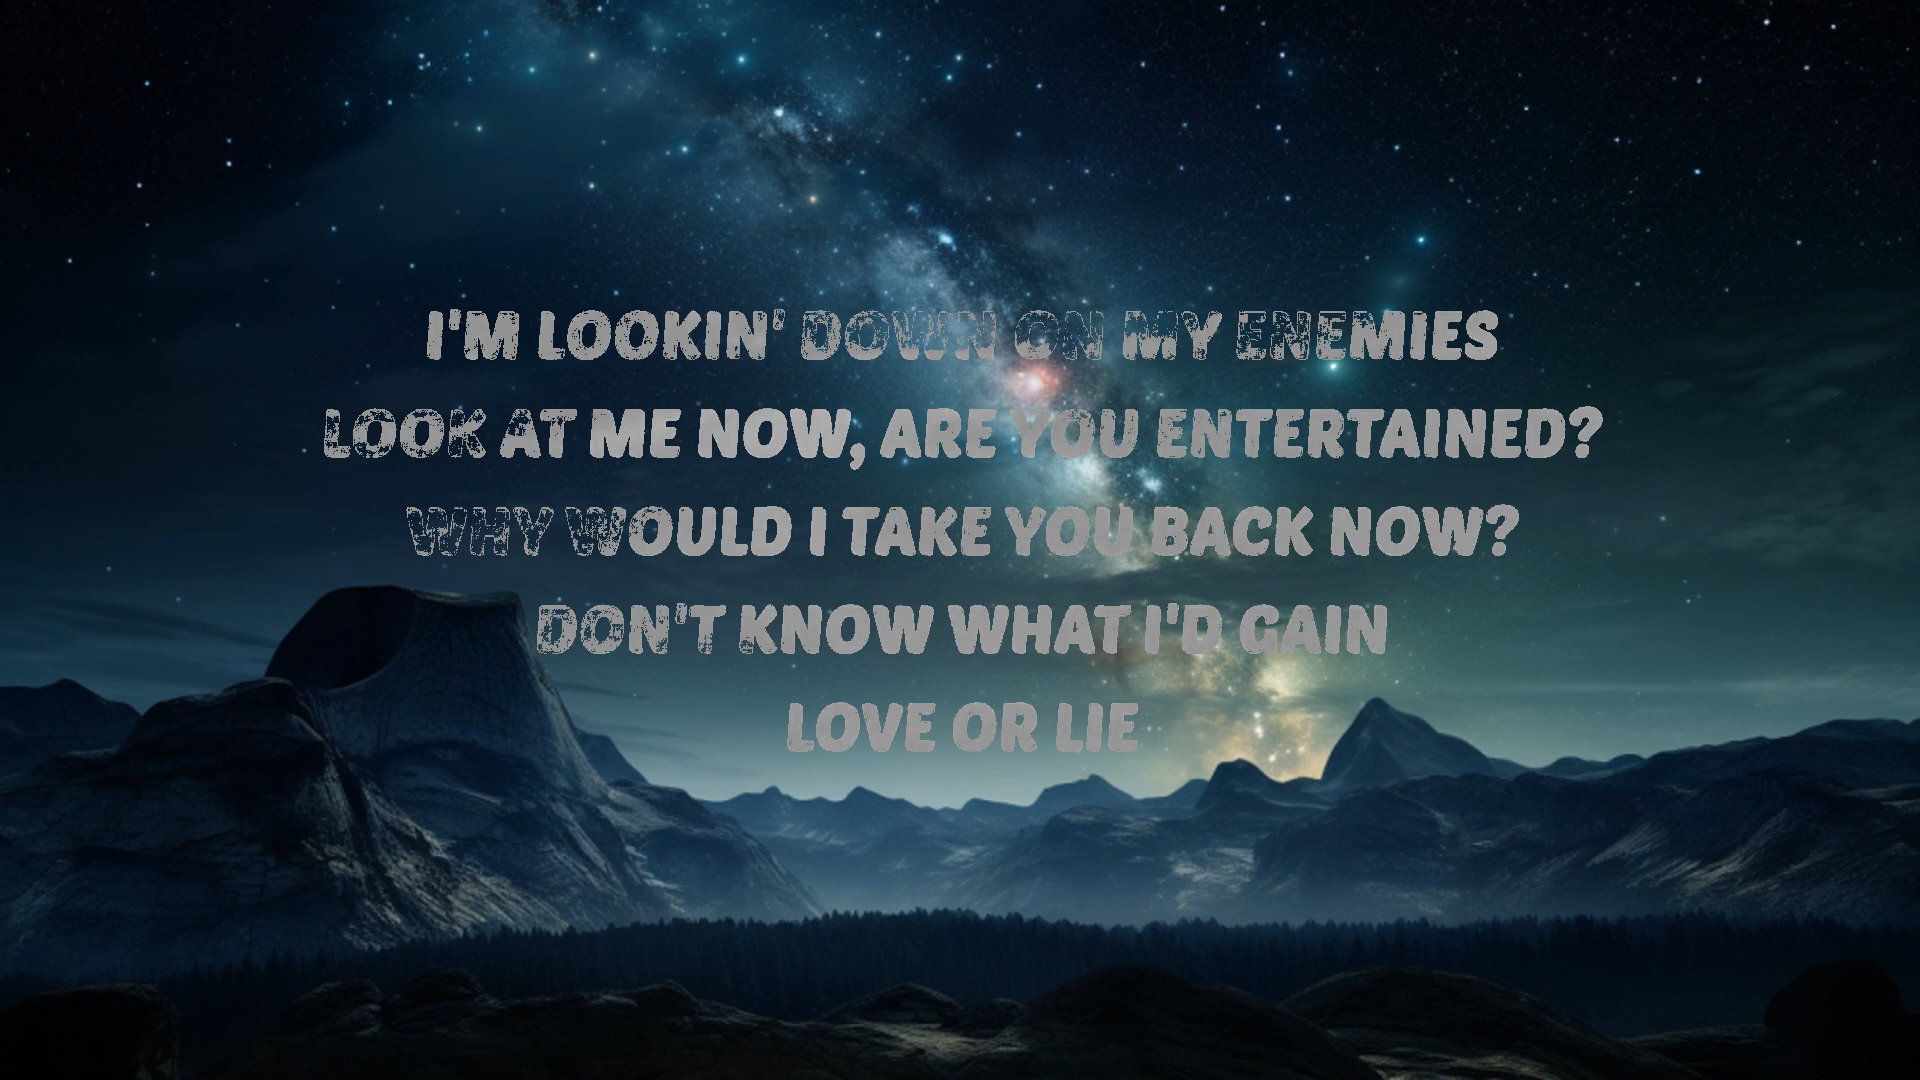 I'M LOOKIN' DOWN ON MY ENEMIES
LOOK AT ME NOW, ARE YOU ENTERTAINED?
WHY WOULD I TAKE YOU BACK NOW?
DON'T KNOW WHAT I'D GAIN
LOVE OR LIE